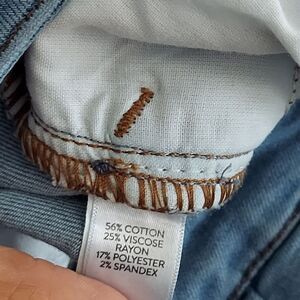 56% COTTON
25% VISCOSE
RAYON
17% POLYESTER
2% SPANDEX